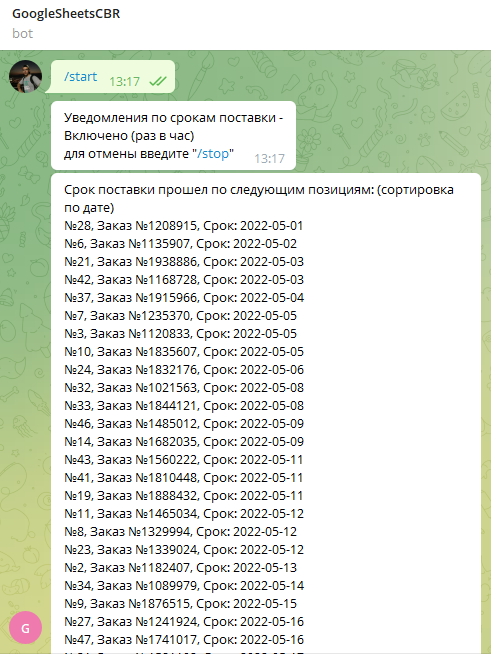 GoogleSheetsCBR
bot
/start 13:17
Уведомления по срокам поставки -
Включено (раз в час)
для отмены введите "/stop" 13:17
Срок поставки прошел по следующим позициям: (сортировка
по дате)
№28, Заказ №1208915, Срок: 2022-05-01
№6, Заказ №1135907, Срок: 2022-05-02
№21, Заказ №1938886, Срок: 2022-05-03
№42, Заказ №1168728, Срок: 2022-05-03
№37, Заказ №1915966, Срок: 2022-05-04
№7, Заказ №1235370, Срок: 2022-05-05
№3, Заказ №1120833, Срок: 2022-05-05
№10, Заказ №1835607, Срок: 2022-05-05
№24, Заказ №1832176, Срок: 2022-05-06
№32, Заказ №1021563, Срок: 2022-05-08
№33, Заказ №1844121, Срок: 2022-05-08
№46, Заказ №1485012, Срок: 2022-05-09
№14, Заказ №1682035, Срок: 2022-05-09
№43, Заказ №1560222, Срок: 2022-05-11
№41, Заказ №1810448, Срок: 2022-05-11
№19, Заказ №1888432, Срок: 2022-05-11
№11, Заказ №1465034, Срок: 2022-05-12
№8, Заказ №1329994, Срок: 2022-05-12
№23, Заказ №1339024, Срок: 2022-05-12
№2, Заказ №1182407, Срок: 2022-05-13
№34, Заказ №1089979, Срок: 2022-05-14
№9, Заказ №1876515, Срок: 2022-05-15
№27, Заказ №1241924, Срок: 2022-05-16
G
№47, Заказ №1741017, Срок: 2022-05-16